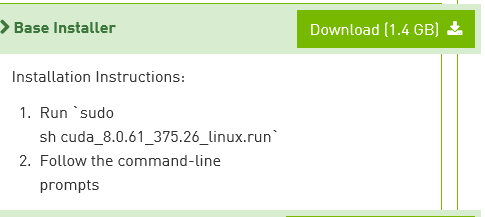 Base Installer
Download (1.4 GB)
Installation Instructions:
1. Run `sudo
sh cuda_8.0.61_375.26_linux.run`
2. Follow the command-line
prompts